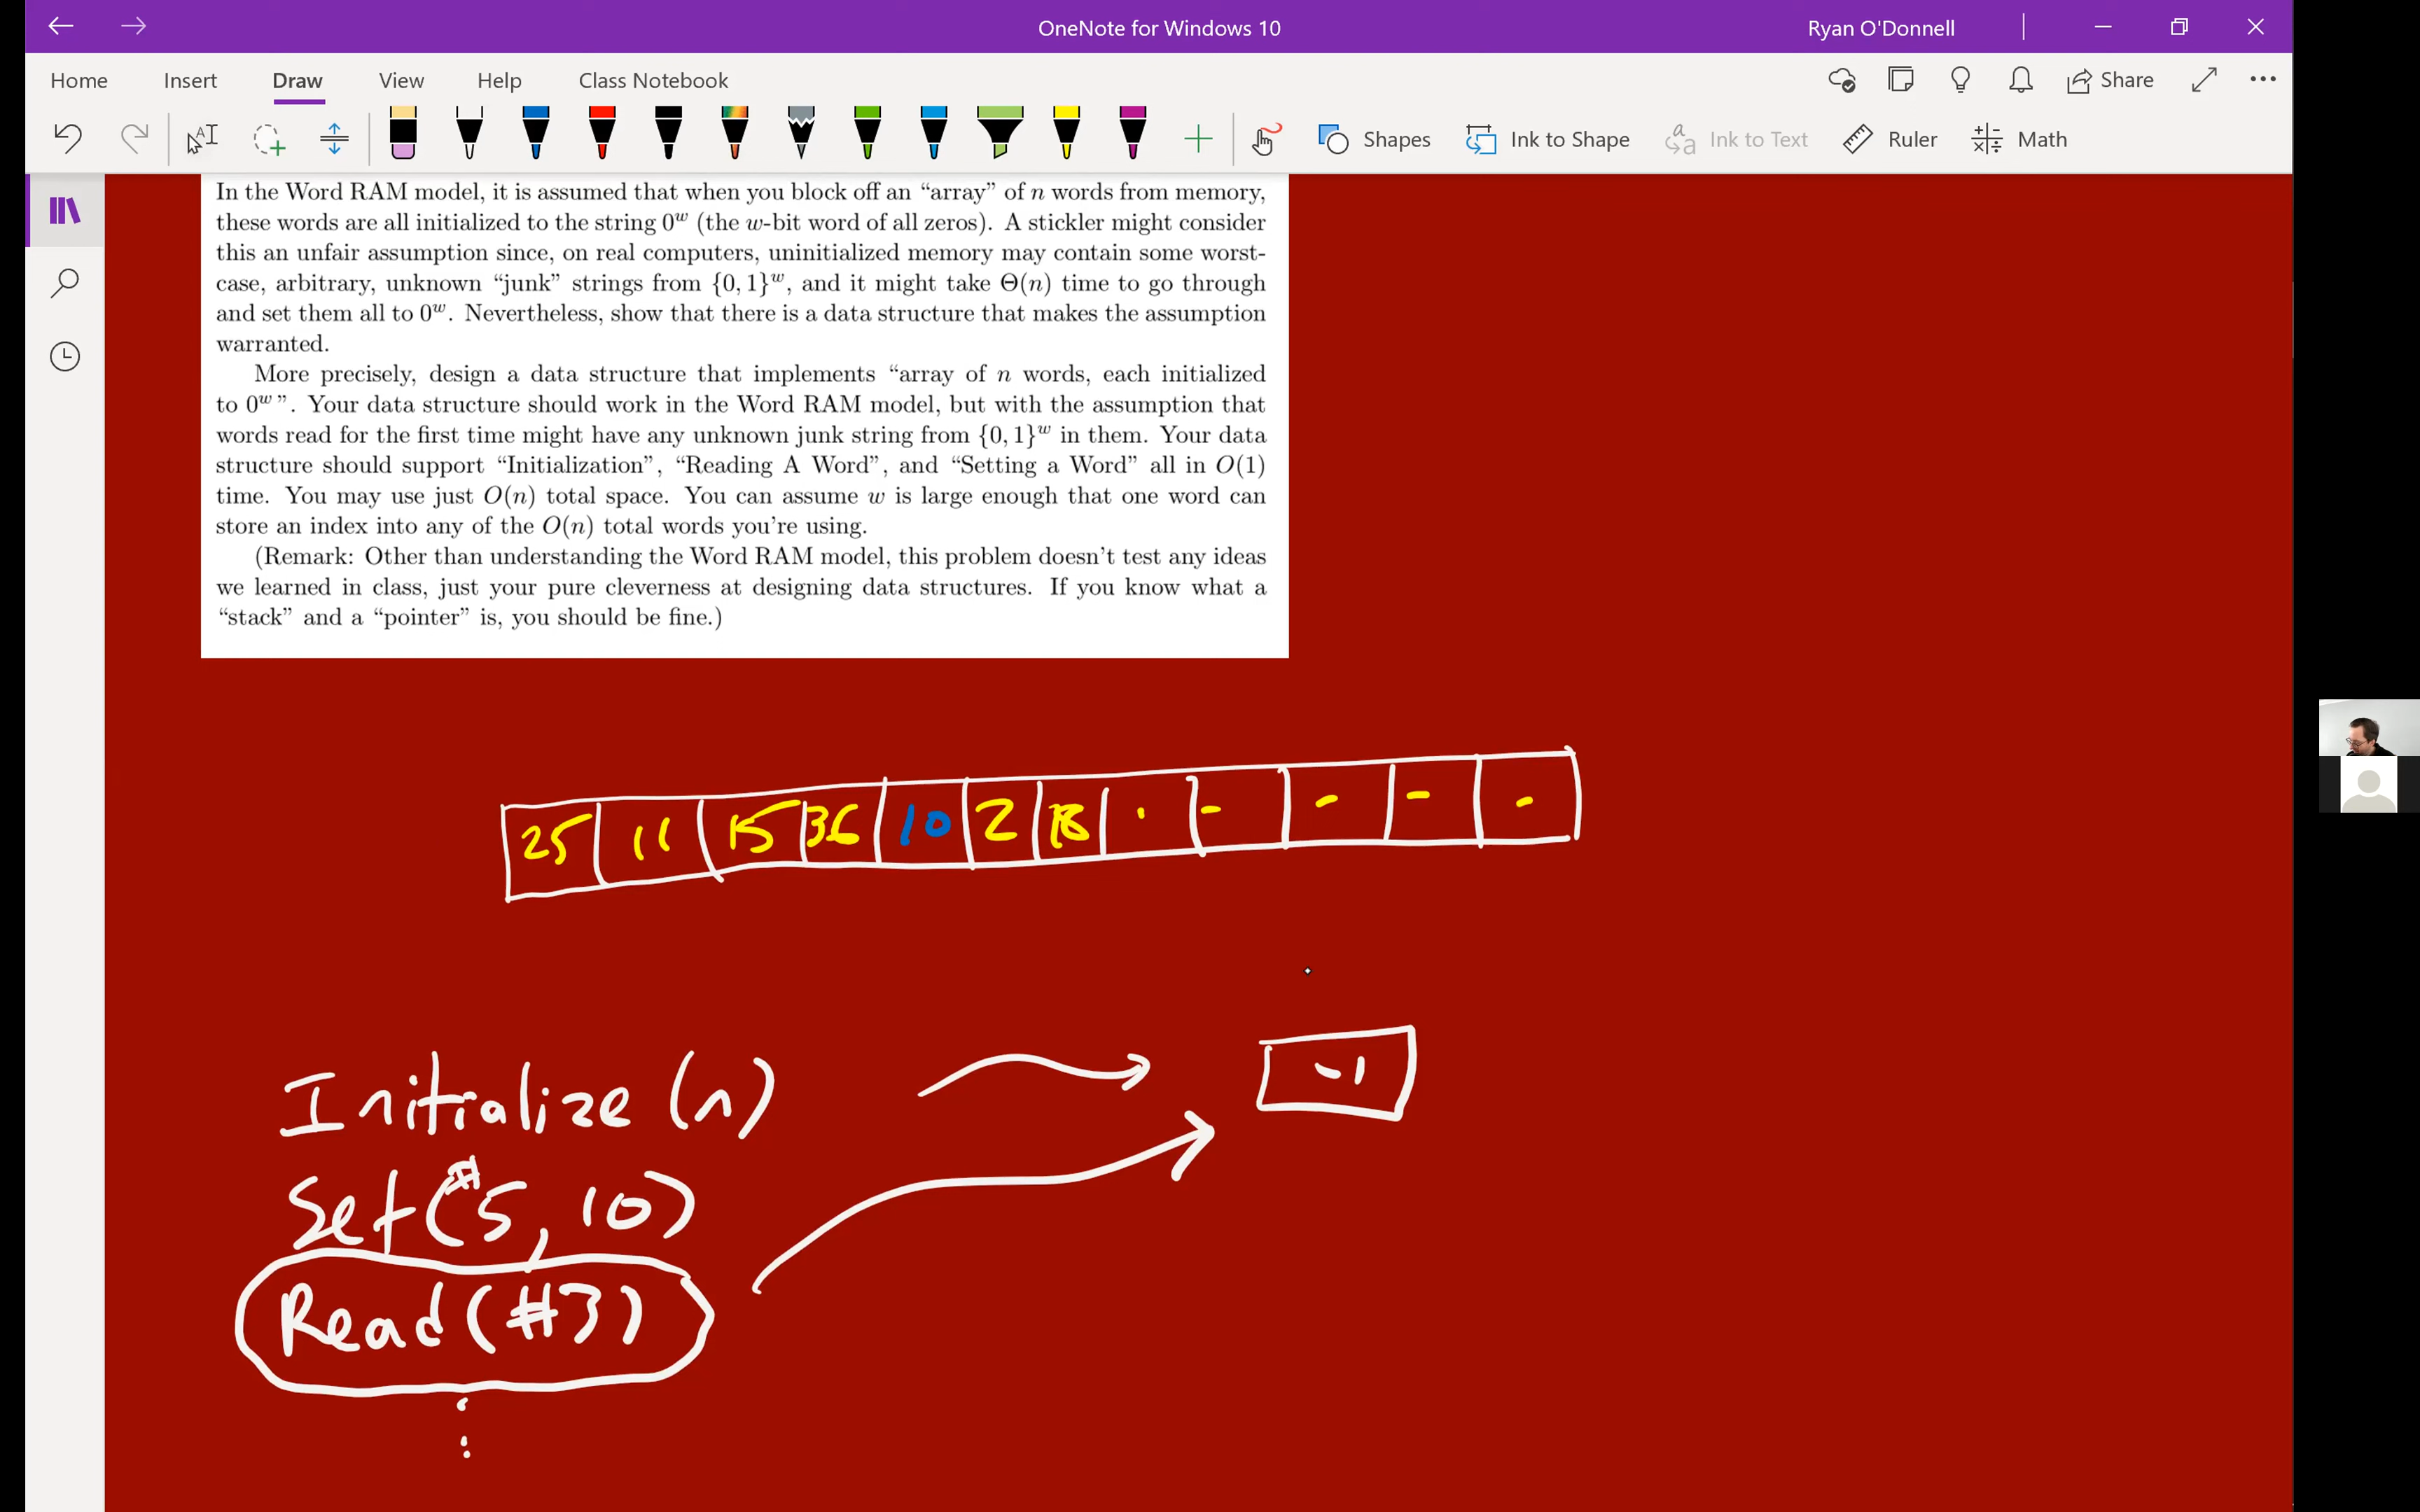 OneNote for Windows 10
Ryan O'Donnell
Home Insert Draw View Help Class Notebook
Share
Shapes Ink to Shape Ink to Text Ruler Math
In the Word RAM model, it is assumed that when you block off an “array” of n words from memory,
these words are all initialized to the string 0ʷ (the w-bit word of all zeros). A stickler might consider
this an unfair assumption since, on real computers, uninitialized memory may contain some worst-
case, arbitrary, unknown “junk” strings from {0, 1}ʷ, and it might take Θ(n) time to go through
and set them all to 0ʷ. Nevertheless, show that there is a data structure that makes the assumption
warranted.
More precisely, design a data structure that implements “array of n words, each initialized
to 0ʷ”. Your data structure should work in the Word RAM model, but with the assumption that
words read for the first time might have any unknown junk string from {0, 1}ʷ in them. Your data
structure should support “Initialization”, “Reading A Word”, and “Setting a Word” all in O(1)
time. You may use just O(n) total space. You can assume w is large enough that one word can
store an index into any of the O(n) total words you're using.
(Remark: Other than understanding the Word RAM model, this problem doesn't test any ideas
we learned in class, just your pure cleverness at designing data structures. If you know what a
“stack” and a “pointer” is, you should be fine.)
25 11 15 36 10 2 18 · - - - -
Initialize (n)
-1
Set(#5, 10)
Read(#3)